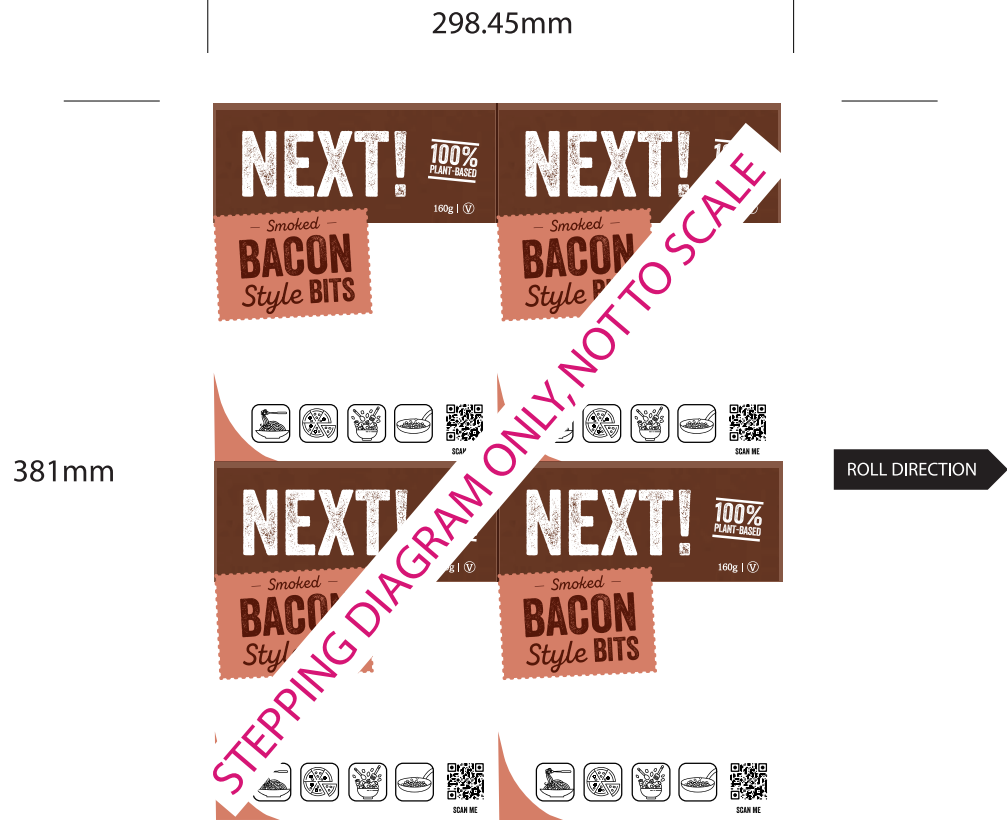 298.45mm
NEXT!
100%
PLANT-BASED
160g | V
Smoked
BACON
Style BITS
SCAN ME
NEXT!
BACON
Smoked
Style
SCAN ME
381mm
ROLL DIRECTION
STEPPING DIAGRAM ONLY, NOT TO SCALE
NEXT!
Smoked
SCAN ME
NEXT!
100%
PLANT-BASED
160g | V
Smoked
BACON
Style BITS
SCAN ME